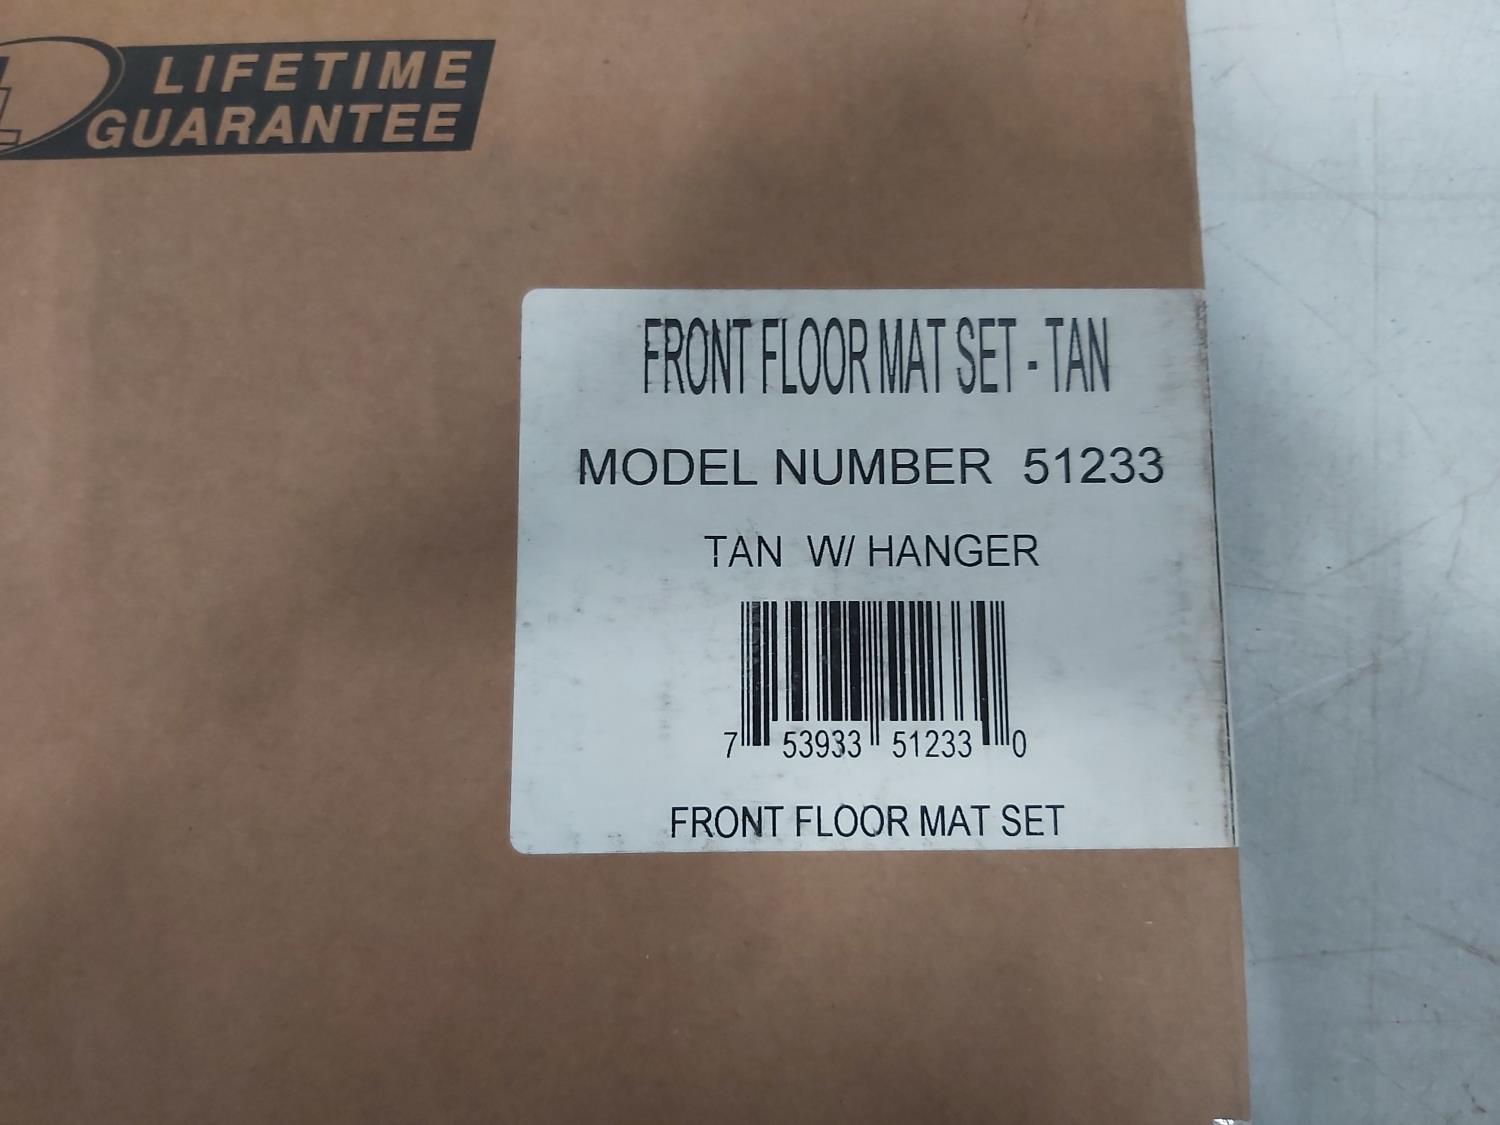 LIFETIME
GUARANTEE
FRONT FLOOR MAT SET - TAN
MODEL NUMBER 51233
TAN W/ HANGER
7 53933 51233 0
FRONT FLOOR MAT SET